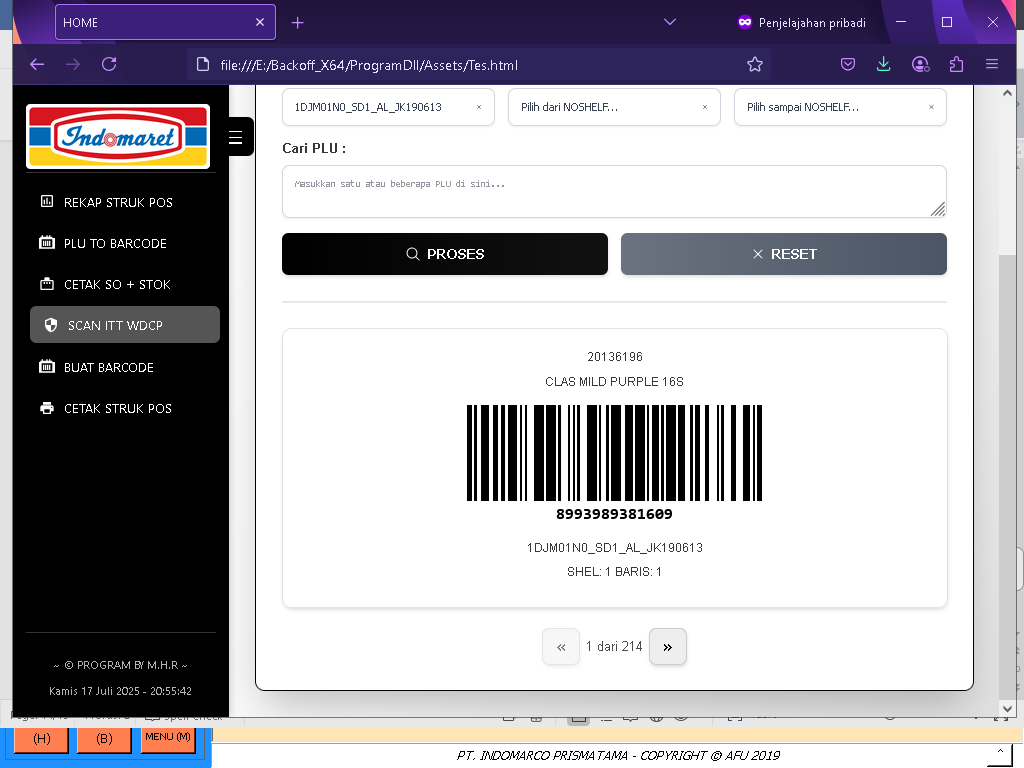 HOME
Penjelajahan pribadi
file:///E:/Backoff_X64/ProgramDll/Assets/Tes.html
Indomaret
REKAP STRUK POS
PLU TO BARCODE
CETAK SO + STOK
SCAN ITT WDCP
BUAT BARCODE
CETAK STRUK POS
~ © PROGRAM BY M.H.R ~
Kamis 17 Juli 2025 - 20:55:42
1DJM01N0_SD1_AL_JK190613
Pilih dari NOSHELF...
Pilih sampai NOSHELF...
Cari PLU :
Masukkan satu atau beberapa PLU di sini...
PROSES
RESET
20136196
CLAS MILD PURPLE 16S
8993989381609
1DJM01N0_SD1_AL_JK190613
SHEL: 1 BARIS: 1
« 1 dari 214 »
(H)
(B)
MENU (M)
PT. INDOMARCO PRISMATAMA - COPYRIGHT © AFU 2019